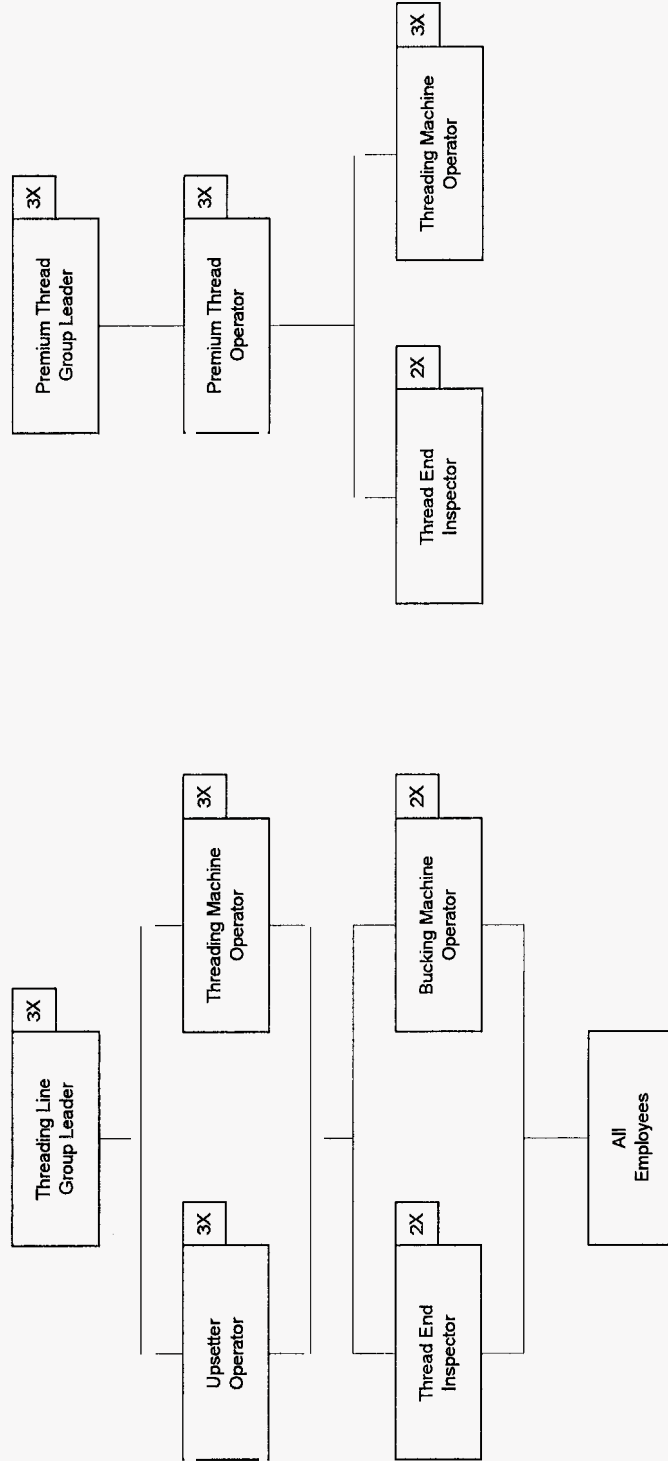 Threading Line
Group Leader
3X
Upsetter
Operator
3X
Threading Machine
Operator
3X
Thread End
Inspector
2X
Bucking Machine
Operator
2X
All
Employees
Premium Thread
Group Leader
3X
Premium Thread
Operator
3X
Thread End
Inspector
2X
Threading Machine
Operator
3X